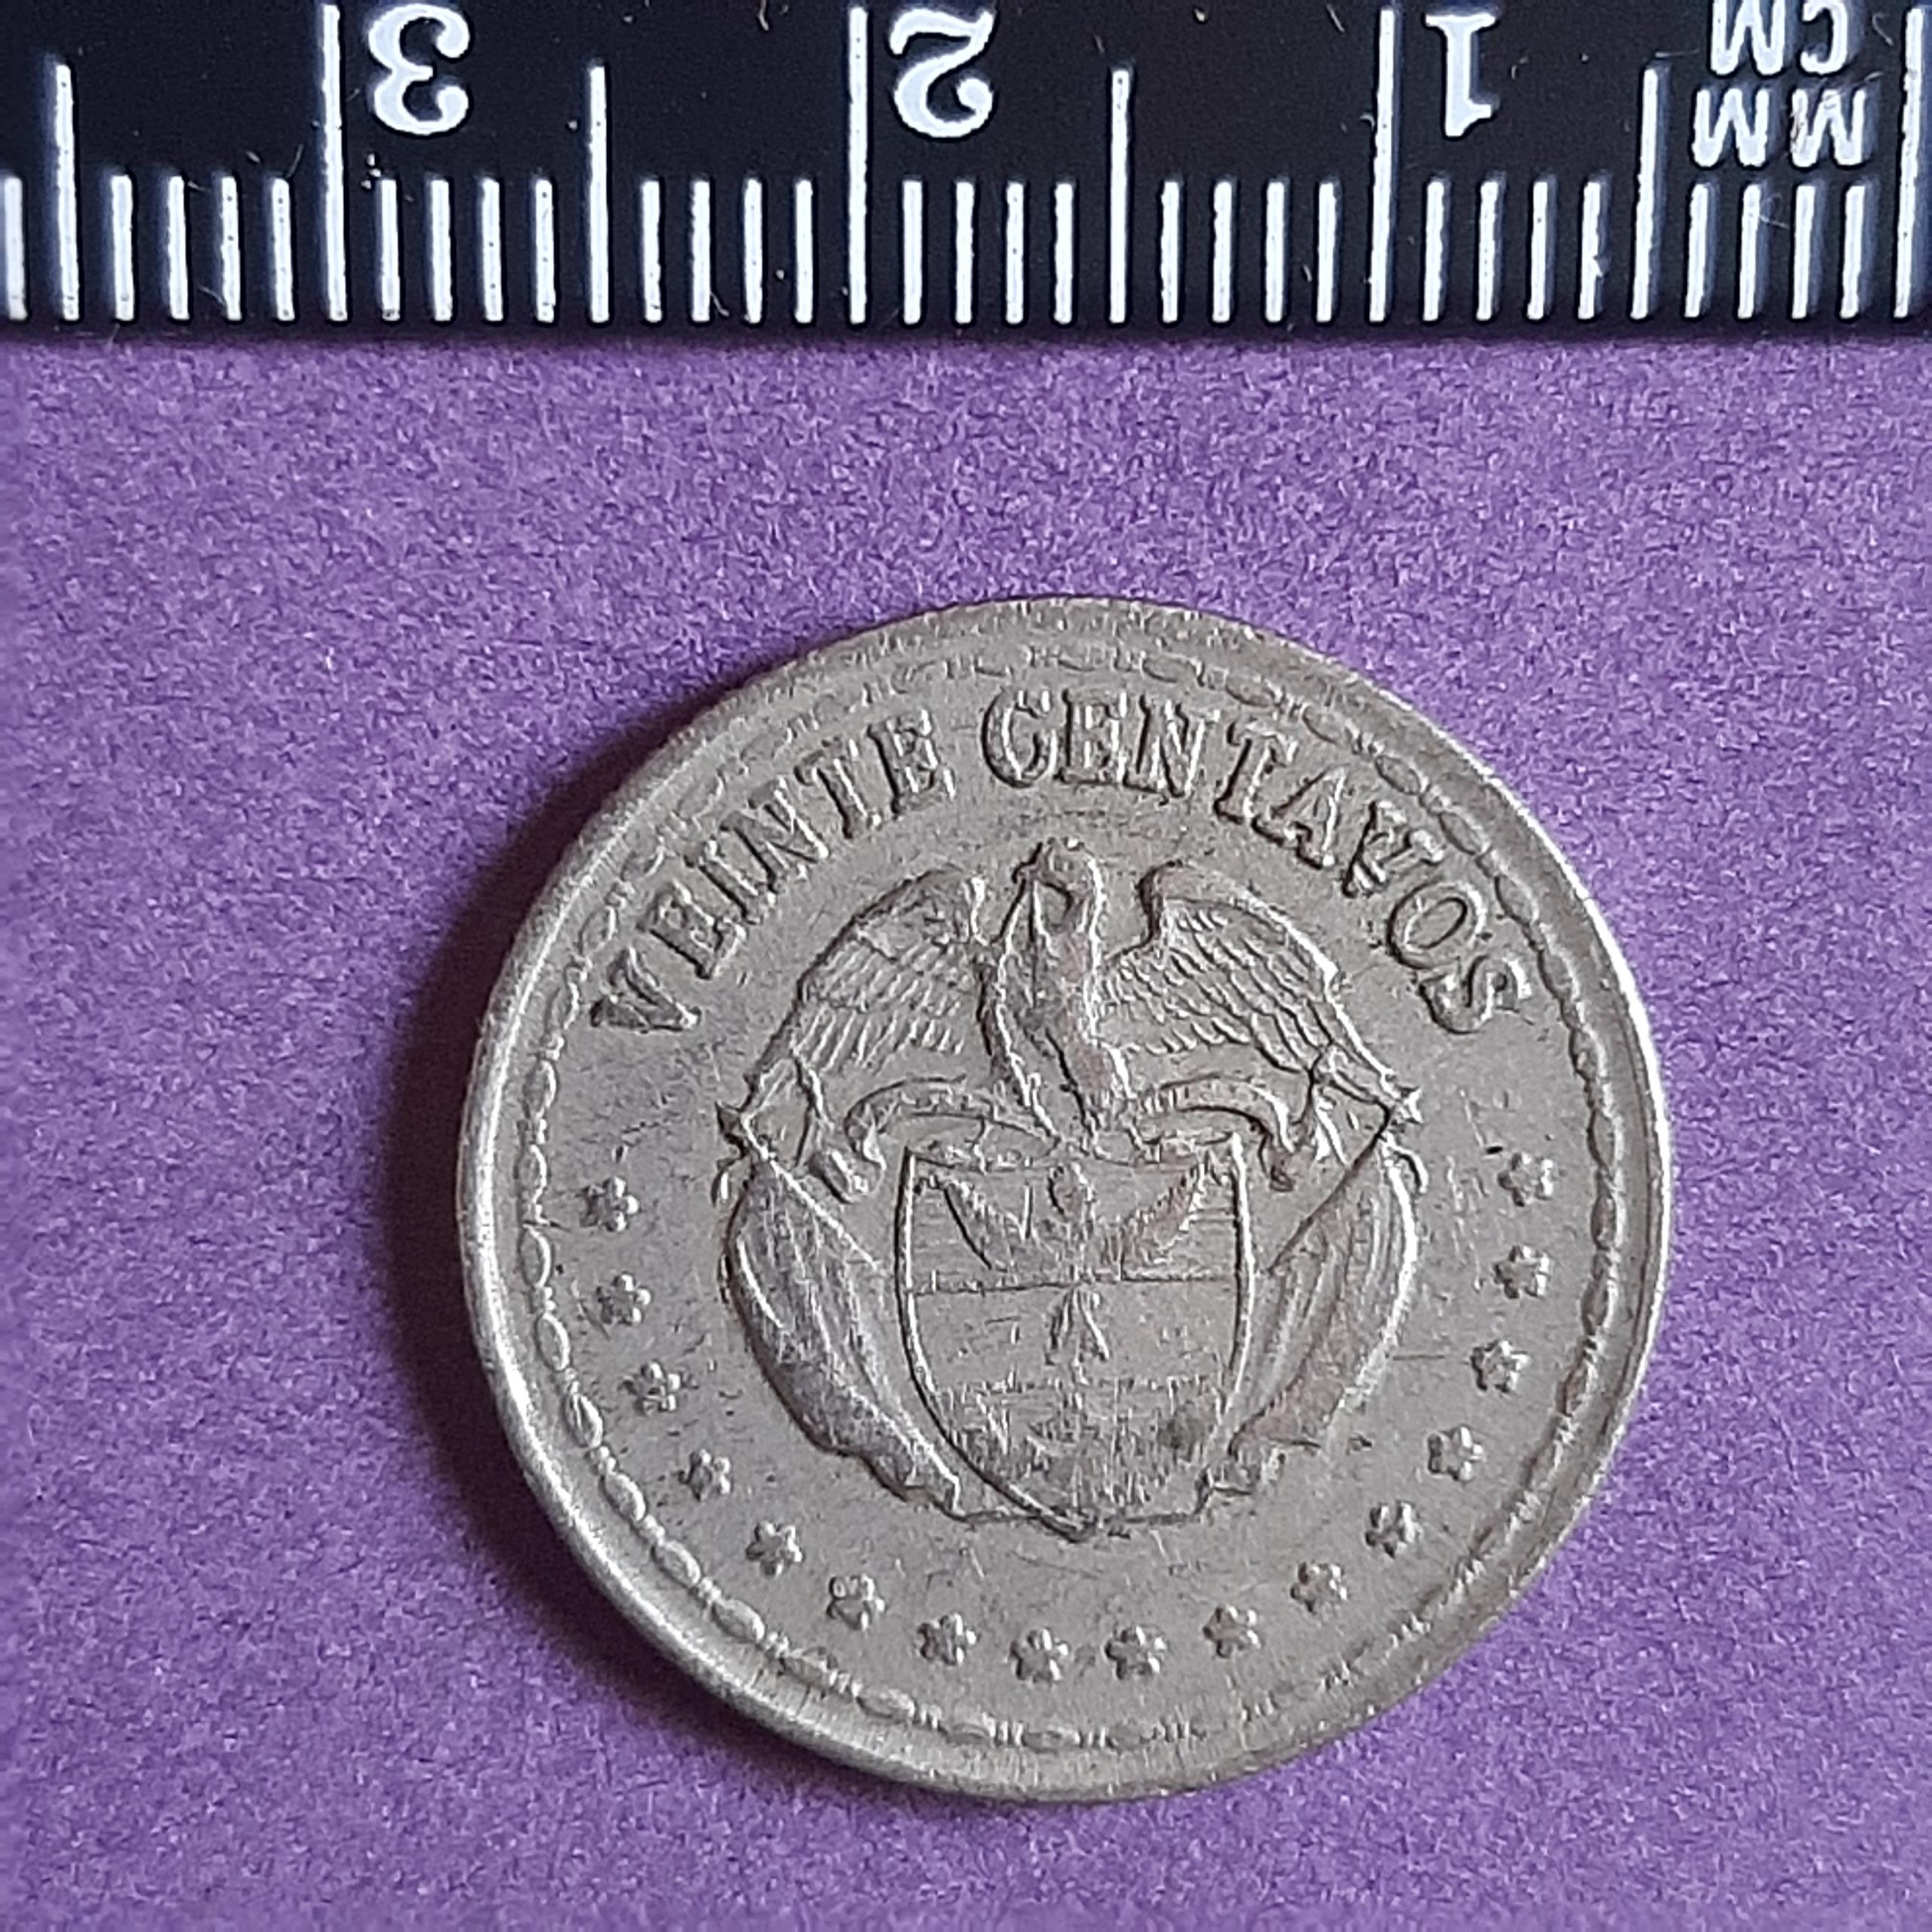 3 2 1 CM
MM
VEINTE CENTAVOS